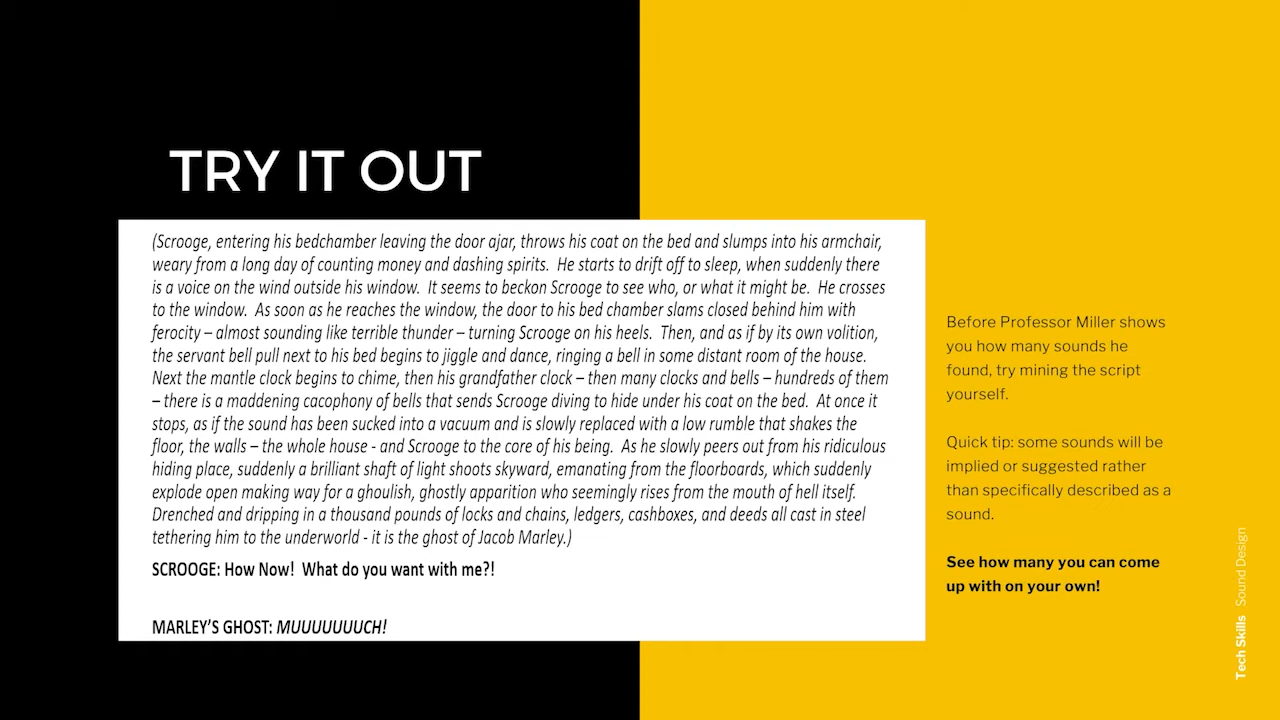 TRY IT OUT
(Scrooge, entering his bedchamber leaving the door ajar, throws his coat on the bed and slumps into his armchair,
weary from a long day of counting money and dashing spirits.  He starts to drift off to sleep, when suddenly there
is a voice on the wind outside his window.  It seems to beckon Scrooge to see who, or what it might be.  He crosses
to the window.  As soon as he reaches the window, the door to his bed chamber slams closed behind him with
ferocity – almost sounding like terrible thunder – turning Scrooge on his heels.  Then, and as if by its own volition,
the servant bell pull next to his bed begins to jiggle and dance, ringing a bell in some distant room of the house.
Next the mantle clock begins to chime, then his grandfather clock – then many clocks and bells – hundreds of them
– there is a maddening cacophony of bells that sends Scrooge diving to hide under his coat on the bed.  At once it
stops, as if the sound has been sucked into a vacuum and is slowly replaced with a low rumble that shakes the
floor, the walls – the whole house - and Scrooge to the core of his being.  As he slowly peers out from his ridiculous
hiding place, suddenly a brilliant shaft of light shoots skyward, emanating from the floorboards, which suddenly
explode open making way for a ghoulish, ghostly apparition who seemingly rises from the mouth of hell itself.
Drenched and dripping in a thousand pounds of locks and chains, ledgers, cashboxes, and deeds all cast in steel
tethering him to the underworld - it is the ghost of Jacob Marley.)
SCROOGE: How Now!  What do you want with me?!
MARLEY'S GHOST: MUUUUUUUCH!
Before Professor Miller shows
you how many sounds he
found, try mining the script
yourself.
Quick tip: some sounds will be
implied or suggested rather
than specifically described as a
sound.
See how many you can come
up with on your own!
Tech Skills Sound Design